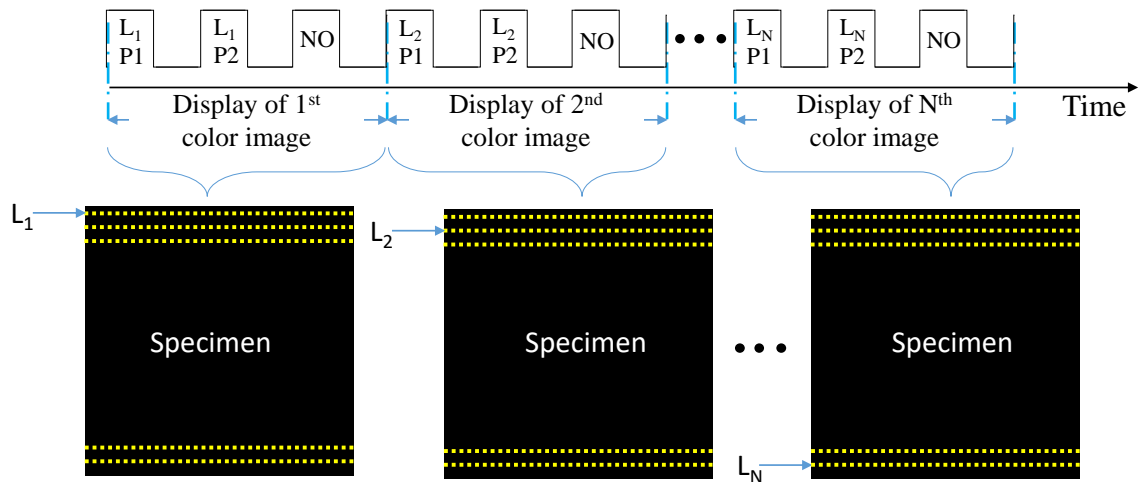 L1 P1 L1 P2 NO L2 P1 L2 P2 NO LN P1 LN P2 NO
Display of 1st color image
Display of 2nd color image
Display of Nth color image
Time
L1
Specimen
L2
Specimen
LN
Specimen